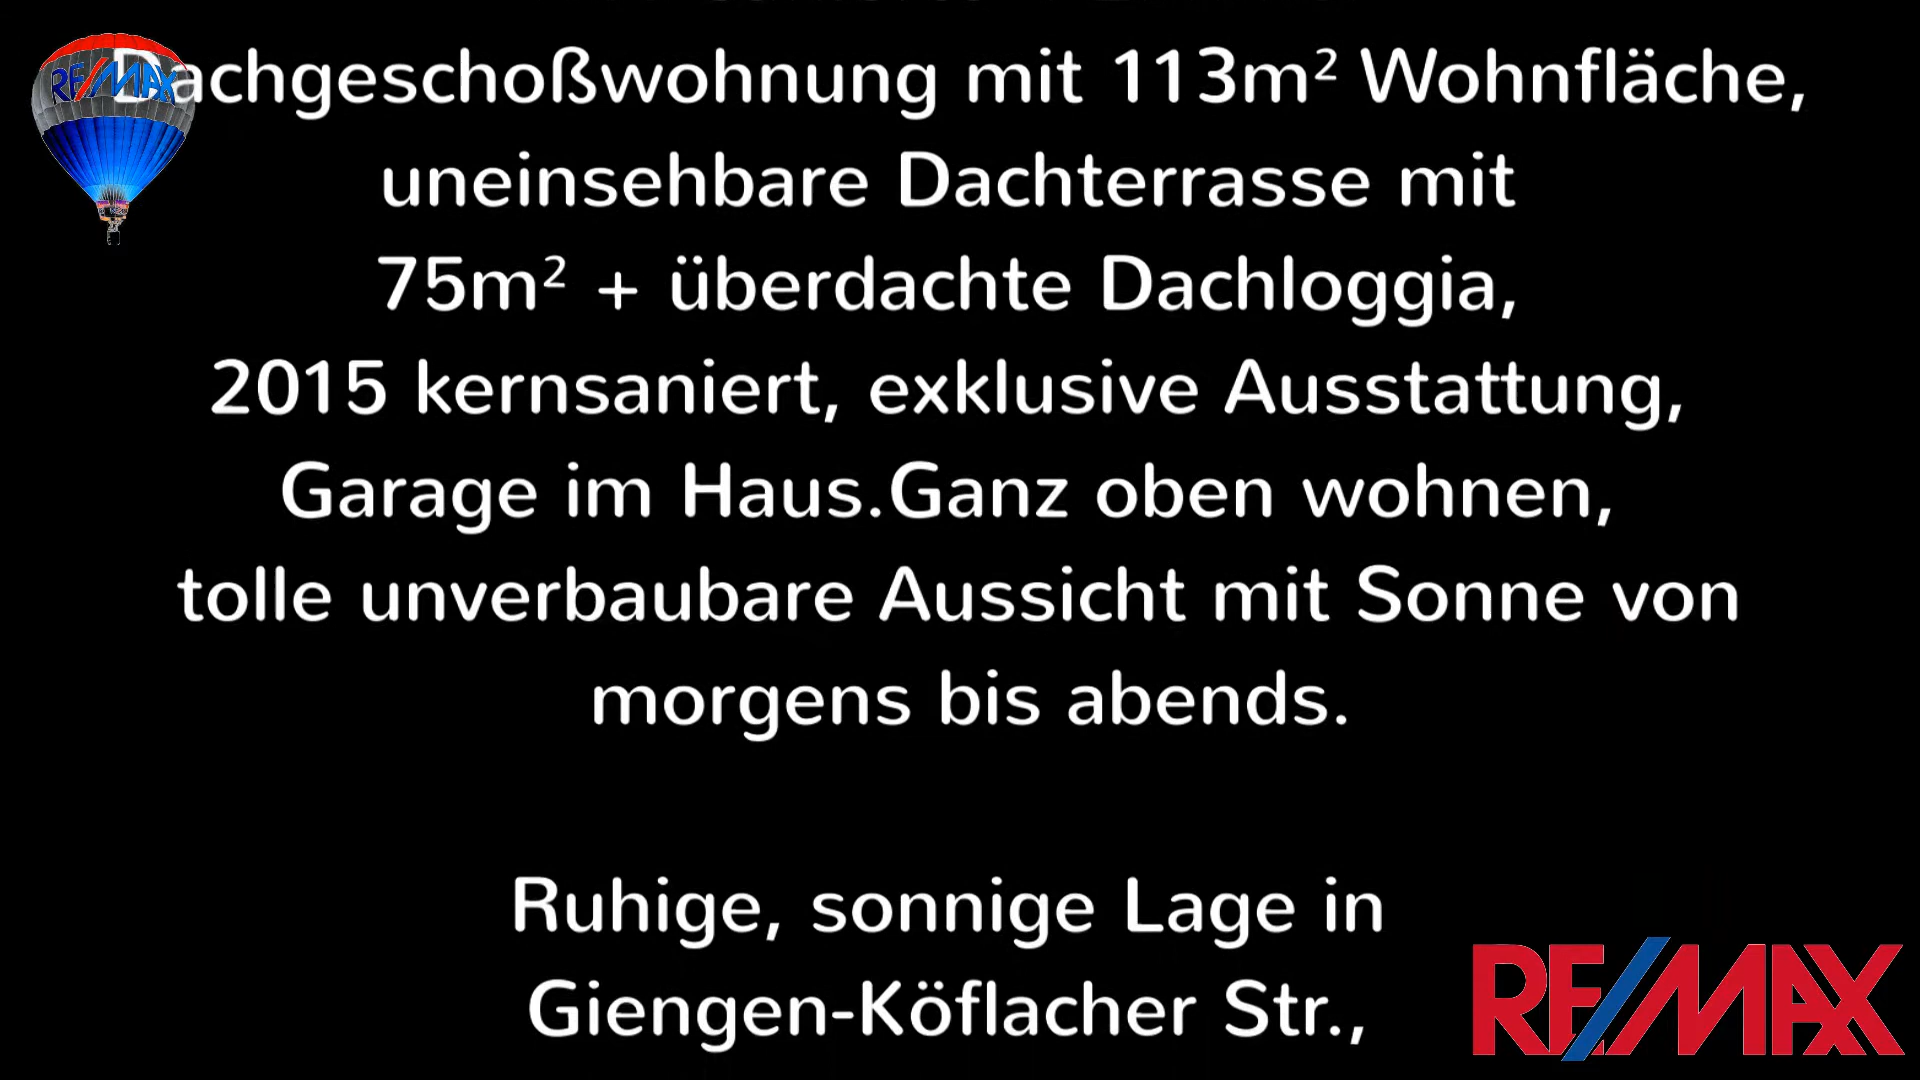 Dachgeschoßwohnung mit 113m² Wohnfläche,
RE/MAX
uneinsehbare Dachterrasse mit
75m² + überdachte Dachloggia,
2015 kernsaniert, exklusive Ausstattung,
Garage im Haus.Ganz oben wohnen,
tolle unverbaubare Aussicht mit Sonne von
morgens bis abends.
Ruhige, sonnige Lage in
Giengen-Köflacher Str.,
RE/MAX